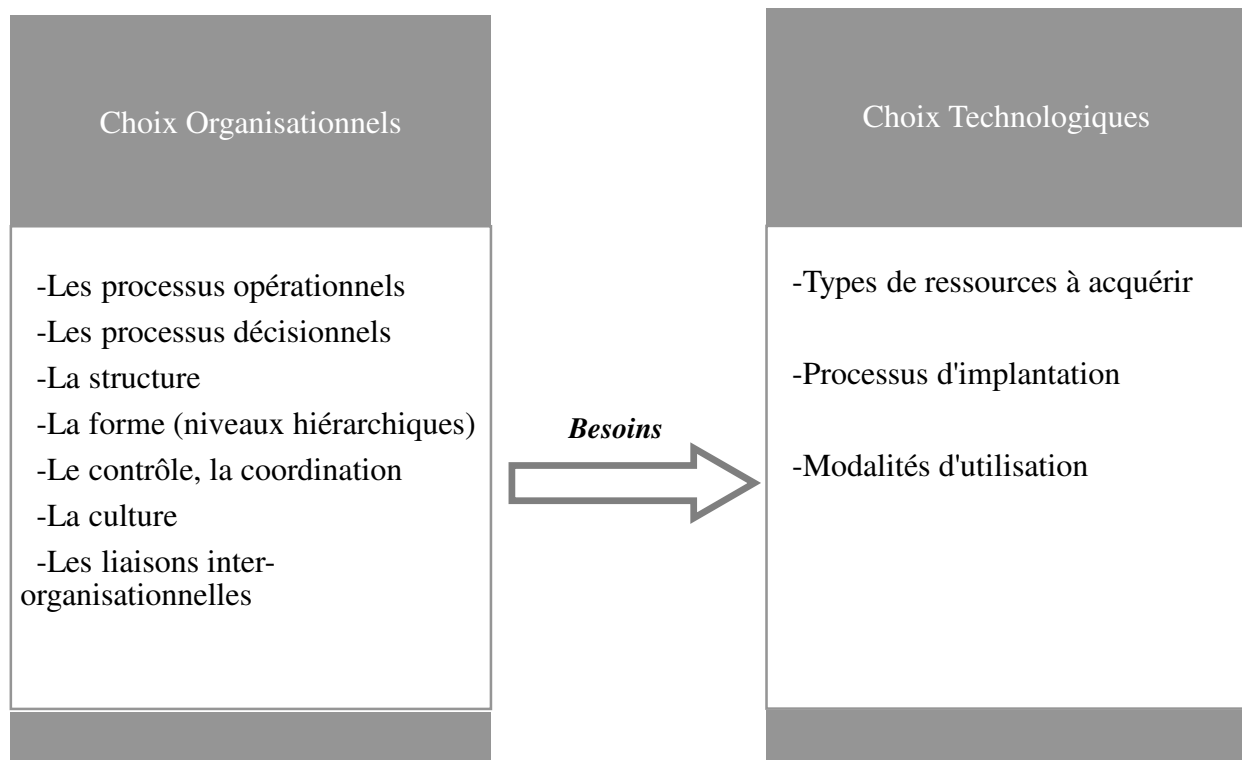 Choix Organisationnels
-Les processus opérationnels
-Les processus décisionnels
-La structure
-La forme (niveaux hiérarchiques)
-Le contrôle, la coordination
-La culture
-Les liaisons inter-
organisationnelles
Besoins
Choix Technologiques
-Types de ressources à acquérir
-Processus d'implantation
-Modalités d'utilisation